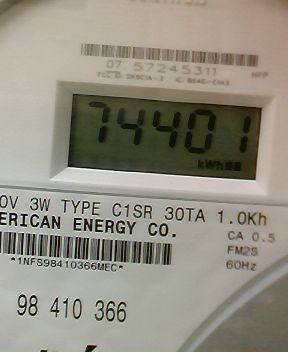 07 57245311
74401
kWh
0V 3W TYPE C1SR 30TA 1.0Kh
ERICAN ENERGY CO.
CA 0.5
FM2S
60Hz
*1NFS98410366MEC*
98 410 366